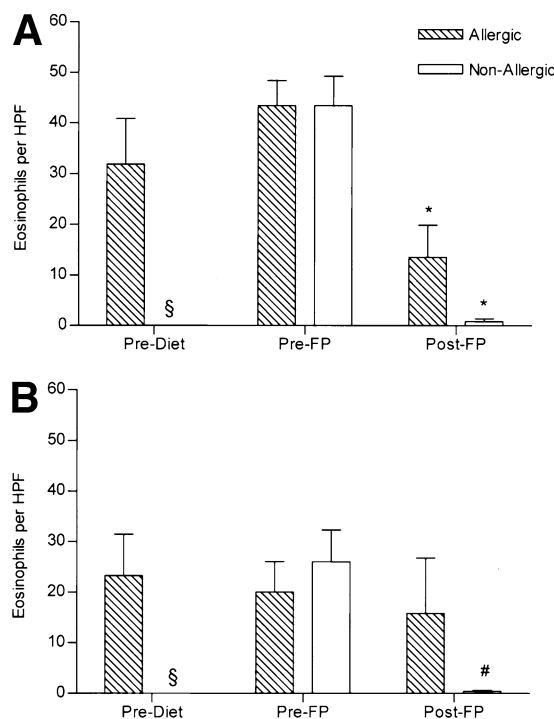 A
Eosinophils per HPF
60
50
40
30
20
10
0
Allergic
Non-Allergic
§
*
*
Pre-Diet
Pre-FP
Post-FP
B
Eosinophils per HPF
60
50
40
30
20
10
0
§
#
Pre-Diet
Pre-FP
Post-FP